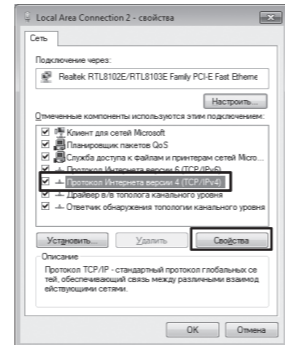 Local Area Connection 2 - свойства
Сеть
Подключение через:
Realtek RTL8102E/RTL8103E Family PCI-E Fast Etherne
Настроить...
Отмеченные компоненты используются этим подключением:
Клиент для сетей Microsoft
Планировщик пакетов QoS
Служба доступа к файлам и принтерам сетей Micro...
Протокол Интернета версии 6 (TCP/IPv6)
Протокол Интернета версии 4 (TCP/IPv4)
Драйвер в/в тополога канального уровня
Ответчик обнаружения топологии канального уровня
Установить...
Удалить
Свойства
Описание
Протокол TCP/IP - стандартный протокол глобальных се
тей, обеспечивающий связь между различными взаимод
ействующими сетями.
OK
Отмена